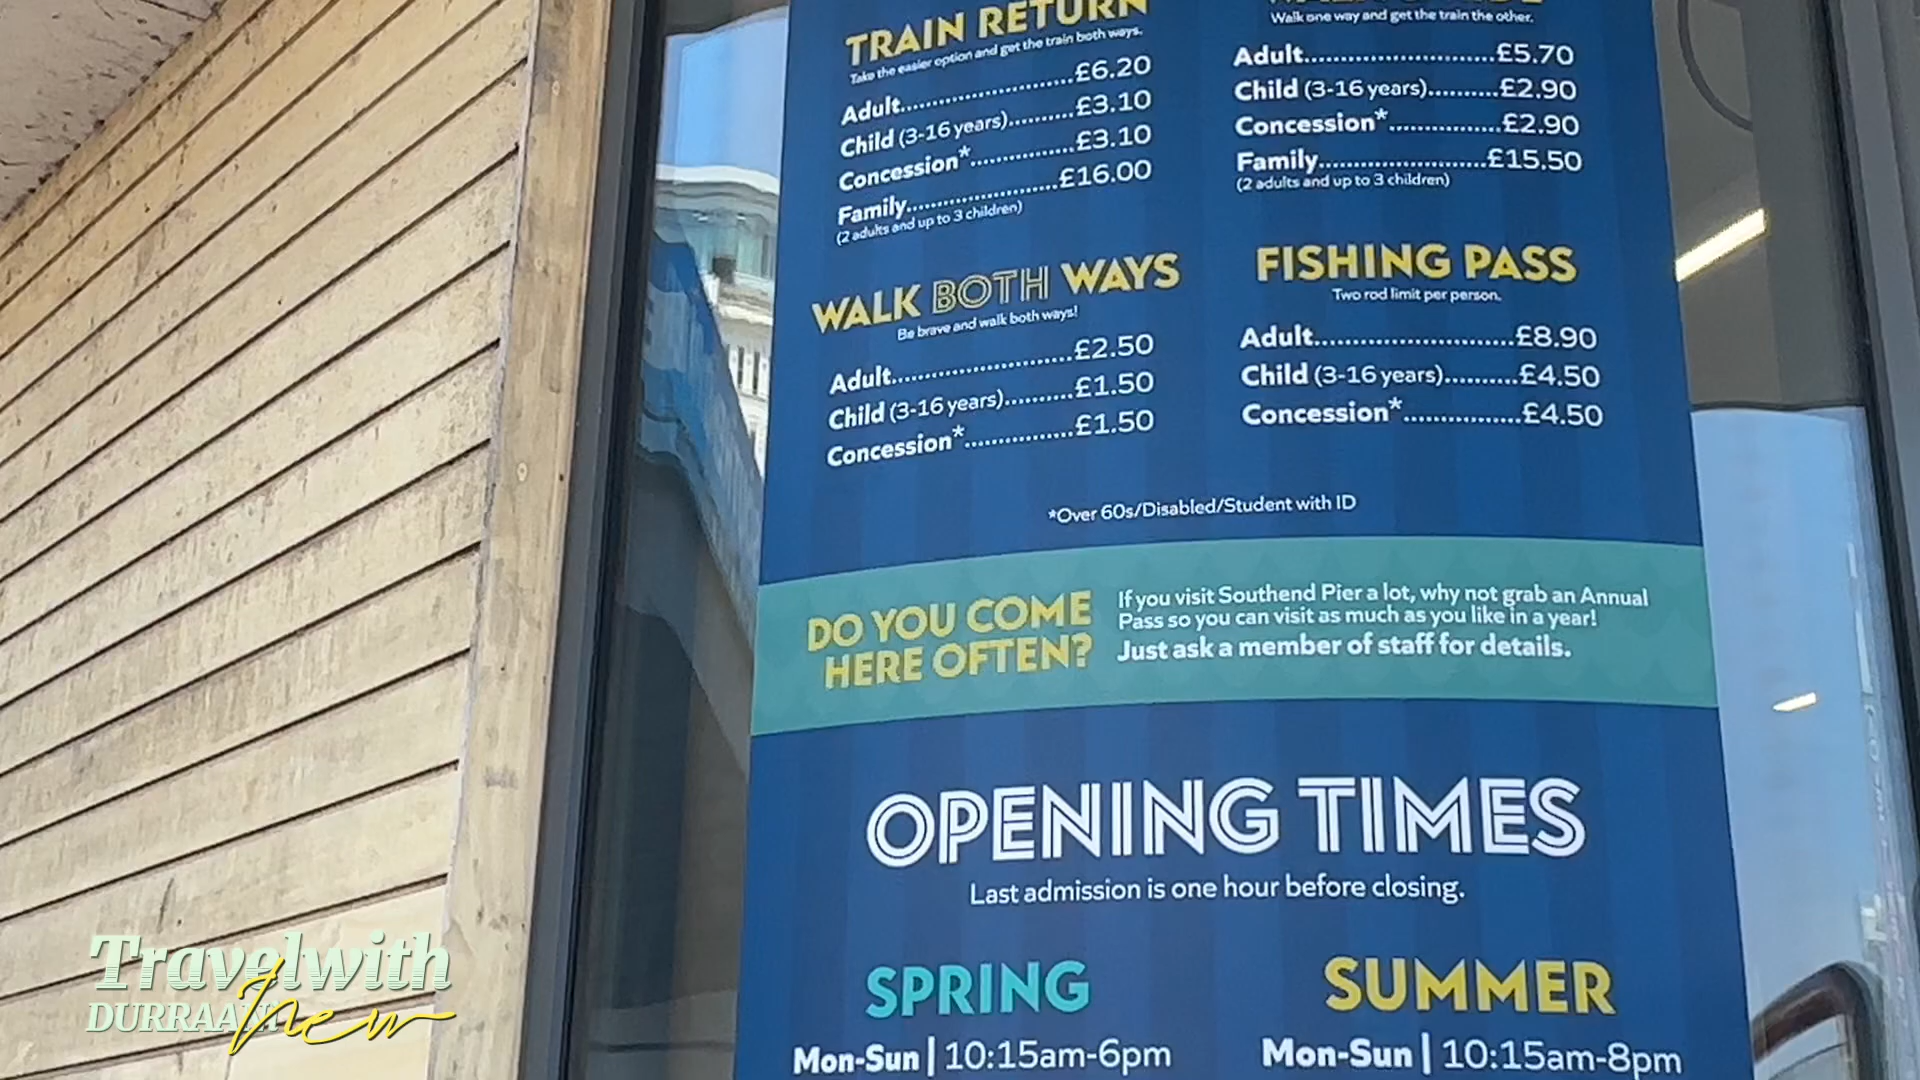 TRAIN RETURN
Take the easier option and get the train both ways.
Adult..........................£6.20
Child (3-16 years)..........£3.10
Concession*................£3.10
Family.......................£16.00
(2 adults and up to 3 children)
Walk one way and get the train the other.
Adult..........................£5.70
Child (3-16 years)..........£2.90
Concession*................£2.90
Family.......................£15.50
(2 adults and up to 3 children)
WALK BOTH WAYS
Be brave and walk both ways!
Adult..........................£2.50
Child (3-16 years)..........£1.50
Concession*................£1.50
FISHING PASS
Two rod limit per person.
Adult..........................£8.90
Child (3-16 years)..........£4.50
Concession*................£4.50
*Over 60s/Disabled/Student with ID
DO YOU COME
HERE OFTEN?
If you visit Southend Pier a lot, why not grab an Annual
Pass so you can visit as much as you like in a year!
Just ask a member of staff for details.
OPENING TIMES
Last admission is one hour before closing.
SPRING
Mon-Sun | 10:15am-6pm
SUMMER
Mon-Sun | 10:15am-8pm
Travelwith
DURRAANI
New